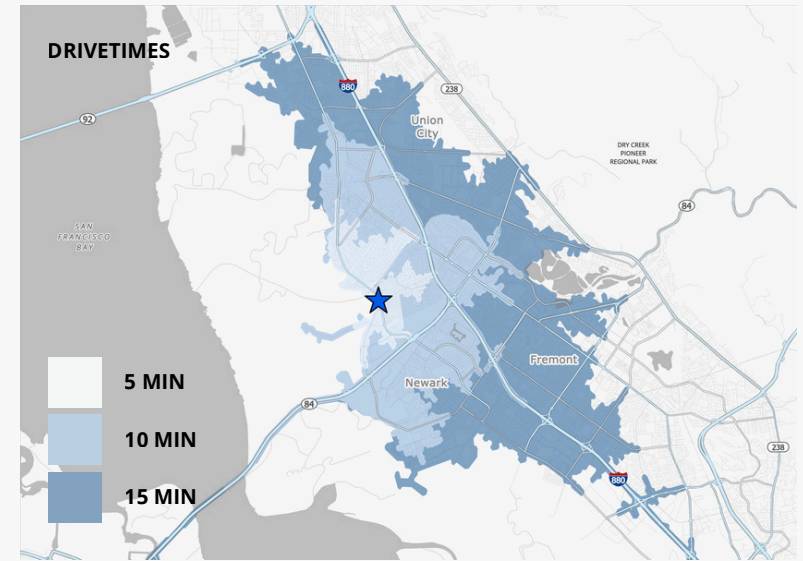 DRIVETIMES
880
238
Union
City
92
DRY CREEK
PIONEER
REGIONAL PARK
84
SAN
FRANCISCO
BAY
Fremont
5 MIN
Newark
84
10 MIN
238
880
15 MIN